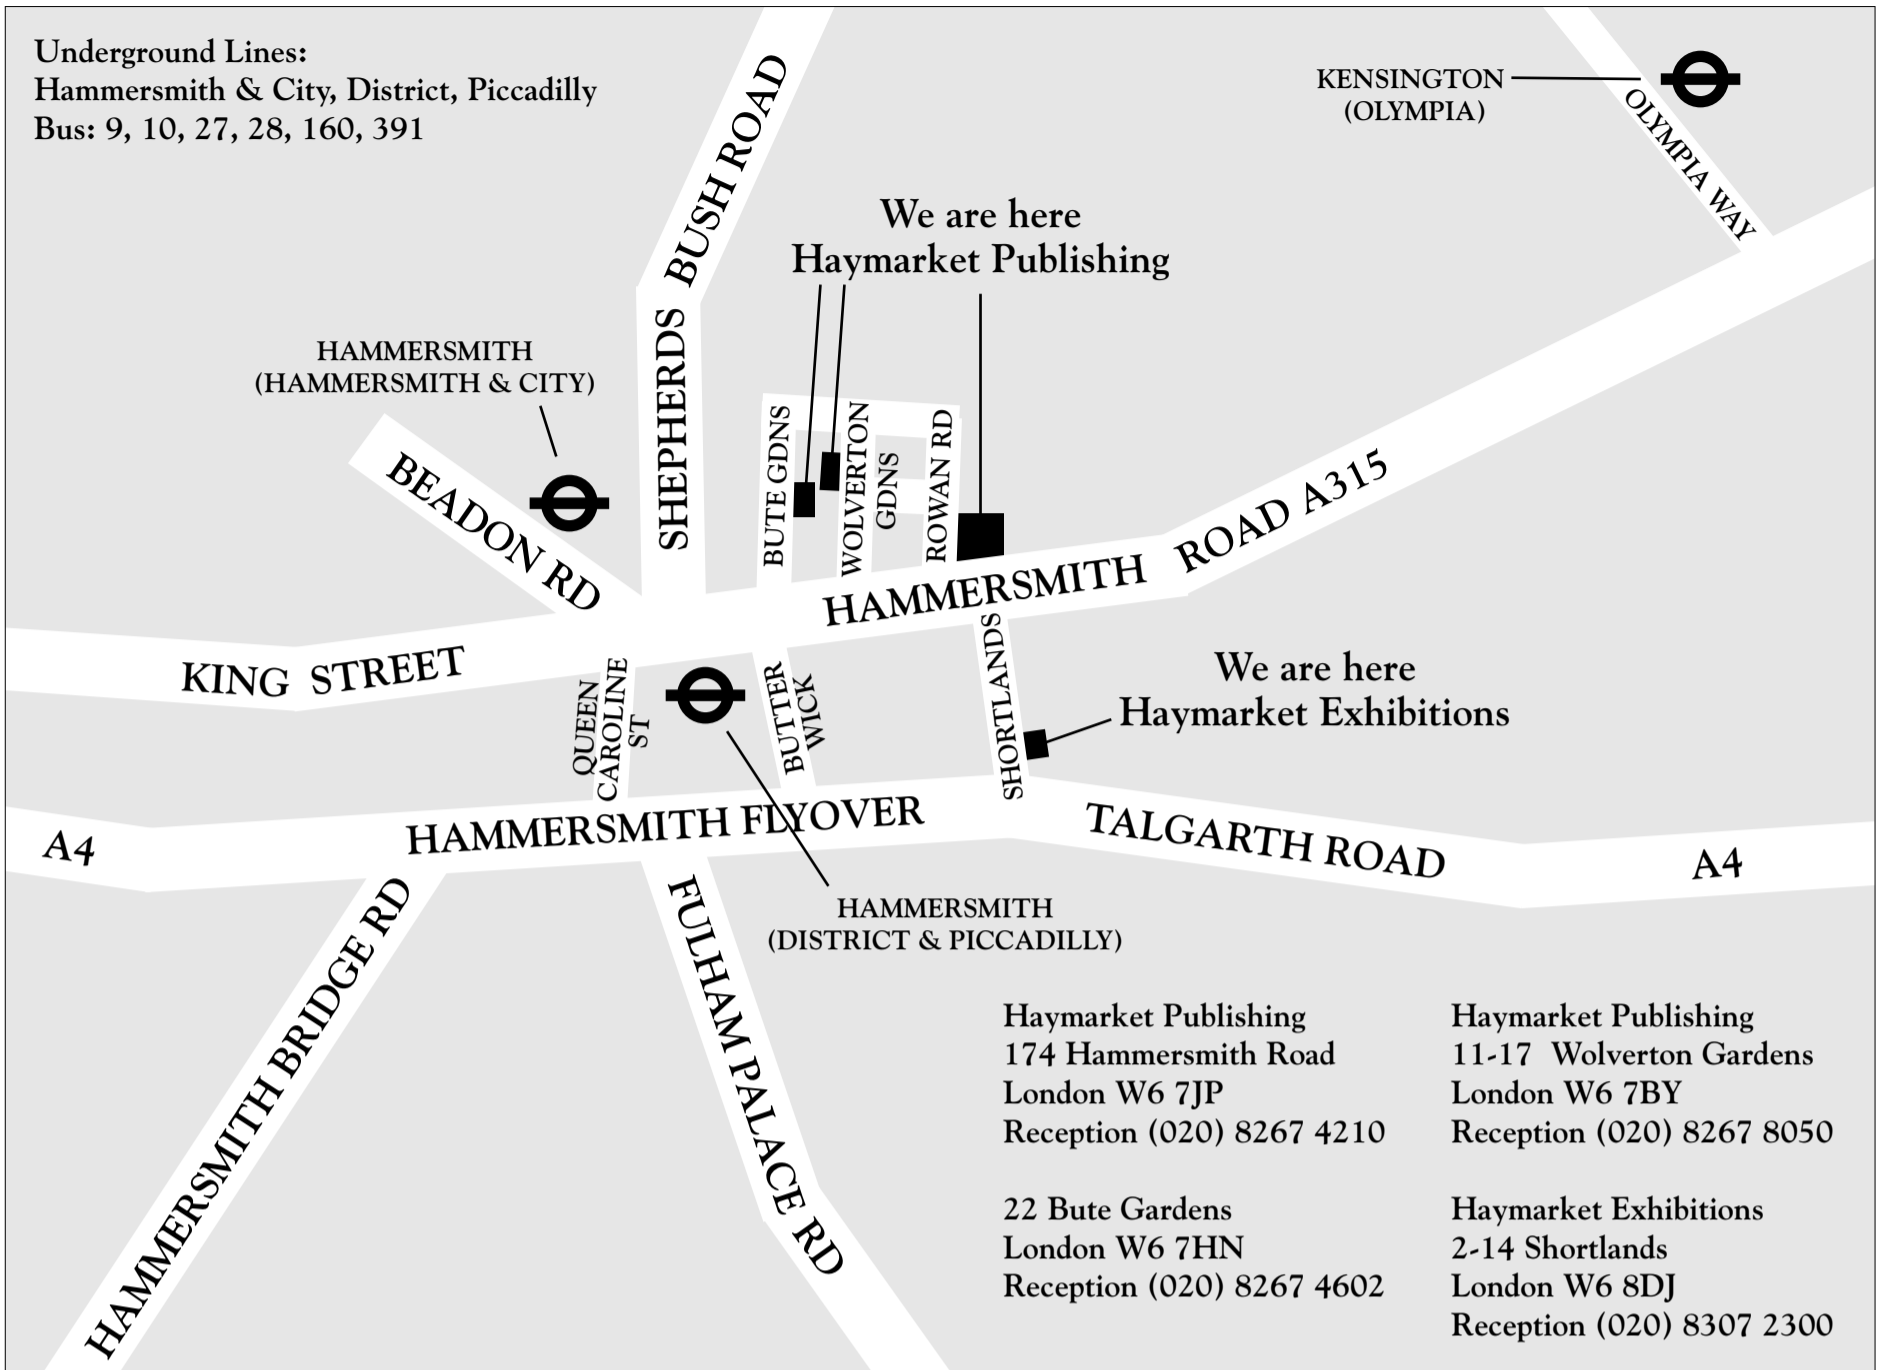 Underground Lines:
Hammersmith & City, District, Piccadilly
Bus: 9, 10, 27, 28, 160, 391
KENSINGTON
(OLYMPIA)
OLYMPIA WAY
SHEPHERDS BUSH ROAD
We are here
Haymarket Publishing
HAMMERSMITH
(HAMMERSMITH & CITY)
BEADON RD
BUTE GDNS
WOLVERTON
GDNS
ROWAN RD
HAMMERSMITH ROAD A315
KING STREET
QUEEN
CAROLINE
ST
BUTTER
WICK
SHORTLANDS
We are here
Haymarket Exhibitions
A4
HAMMERSMITH FLYOVER
TALGARTH ROAD
A4
HAMMERSMITH
(DISTRICT & PICCADILLY)
HAMMERSMITH BRIDGE RD
FULHAM PALACE RD
Haymarket Publishing
174 Hammersmith Road
London W6 7JP
Reception (020) 8267 4210
22 Bute Gardens
London W6 7HN
Reception (020) 8267 4602
Haymarket Publishing
11-17 Wolverton Gardens
London W6 7BY
Reception (020) 8267 8050
Haymarket Exhibitions
2-14 Shortlands
London W6 8DJ
Reception (020) 8307 2300